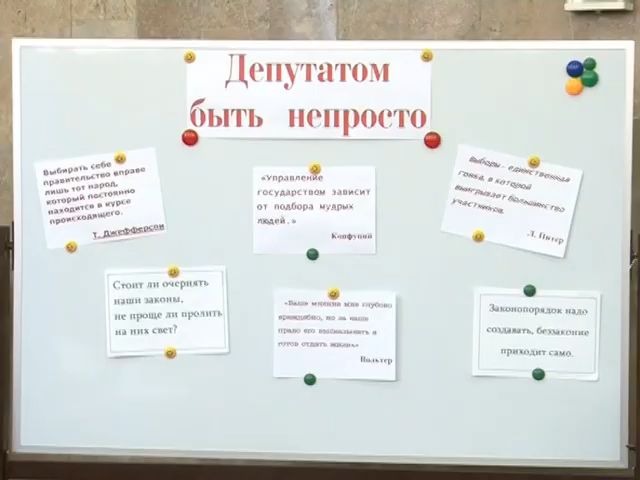 Депутатом
быть непросто
Выбирать себе
правительство вправе
лишь тот народ,
который постоянно
находится в курсе
происходящего.
Т. Джефферсон
«Управление
государством зависит
от подбора мудрых
людей.»
Конфуций
Выборы - единственная
гонка, в которой
выигрывает большинство
участников.
Л. Питер
Стоит ли очернять
наши законы,
не проще ли пролить
на них свет?
«Ваше мнение мне глубоко
враждебно, но за ваше
право его высказывать я
готов отдать жизнь»
Вольтер
Законопорядок надо
создавать, беззаконие
приходит само.